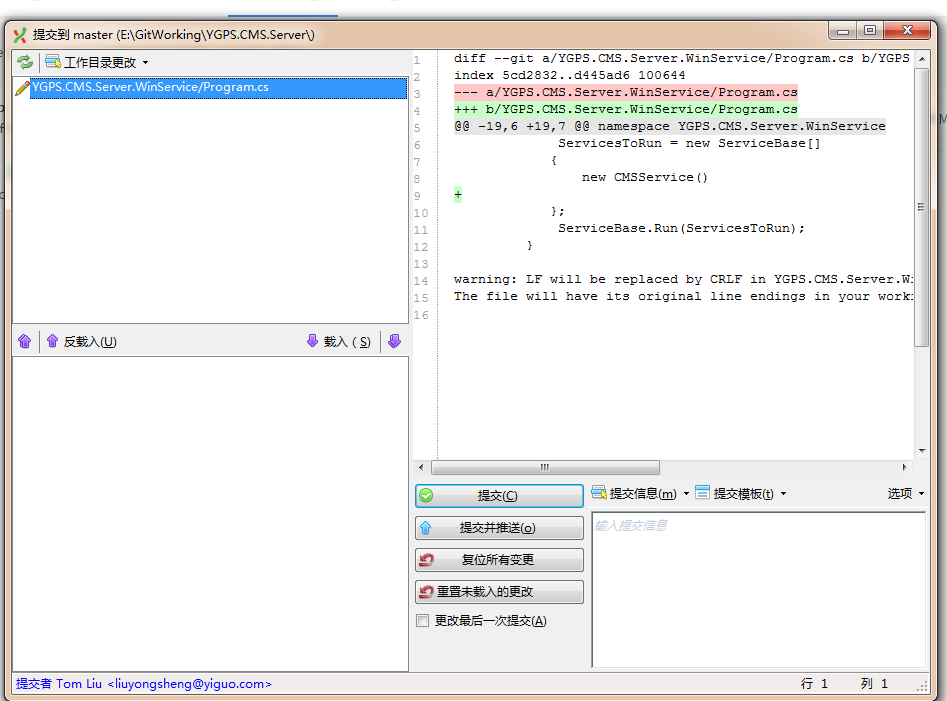 提交到 master (E:\GitWorking\YGPS.CMS.Server\)
工作目录更改
YGPS.CMS.Server.WinService/Program.cs
反载入(U)
载入 ( S)
1 diff --git a/YGPS.CMS.Server.WinService/Program.cs b/YGPS
2 index 5cd2832..d445ad6 100644
3 --- a/YGPS.CMS.Server.WinService/Program.cs
4 +++ b/YGPS.CMS.Server.WinService/Program.cs
5 @@ -19,6 +19,7 @@ namespace YGPS.CMS.Server.WinService
6 ServicesToRun = new ServiceBase[]
7 {
8 new CMSService()
9 +
10 };
11 ServiceBase.Run(ServicesToRun);
12 }
13
14 warning: LF will be replaced by CRLF in YGPS.CMS.Server.W
15 The file will have its original line endings in your work
16
提交(C)
提交并推送(o)
复位所有变更
重置未载入的更改
更改最后一次提交(A)
提交信息(m)
提交模板(t)
选项
输入提交信息
提交者 Tom Liu <liuyongsheng@yiguo.com>
行 1 列 1